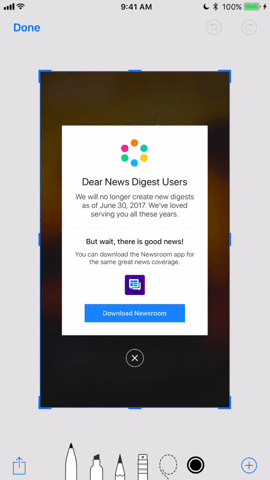 9:41 AM
100%
Done
Dear News Digest Users
We will no longer create new digests
as of June 30, 2017. We've loved
serving you all these years.
But wait, there is good news!
You can download the Newsroom app for
the same great news coverage.
Download Newsroom